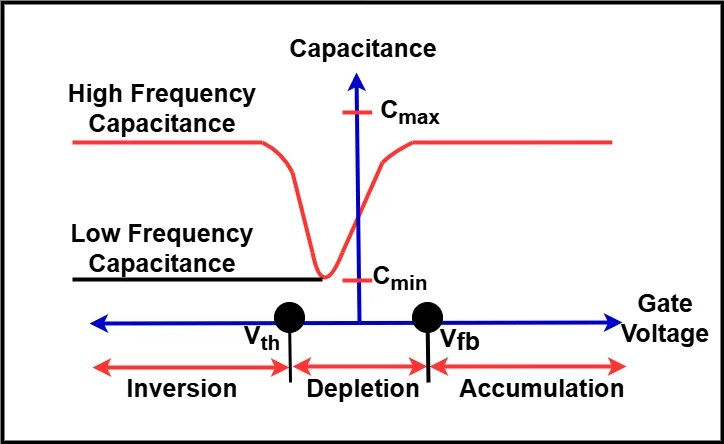 Capacitance
High Frequency
Capacitance
Cmax
Low Frequency
Capacitance
Cmin
Gate
Voltage
Vth
Vfb
Inversion
Depletion
Accumulation